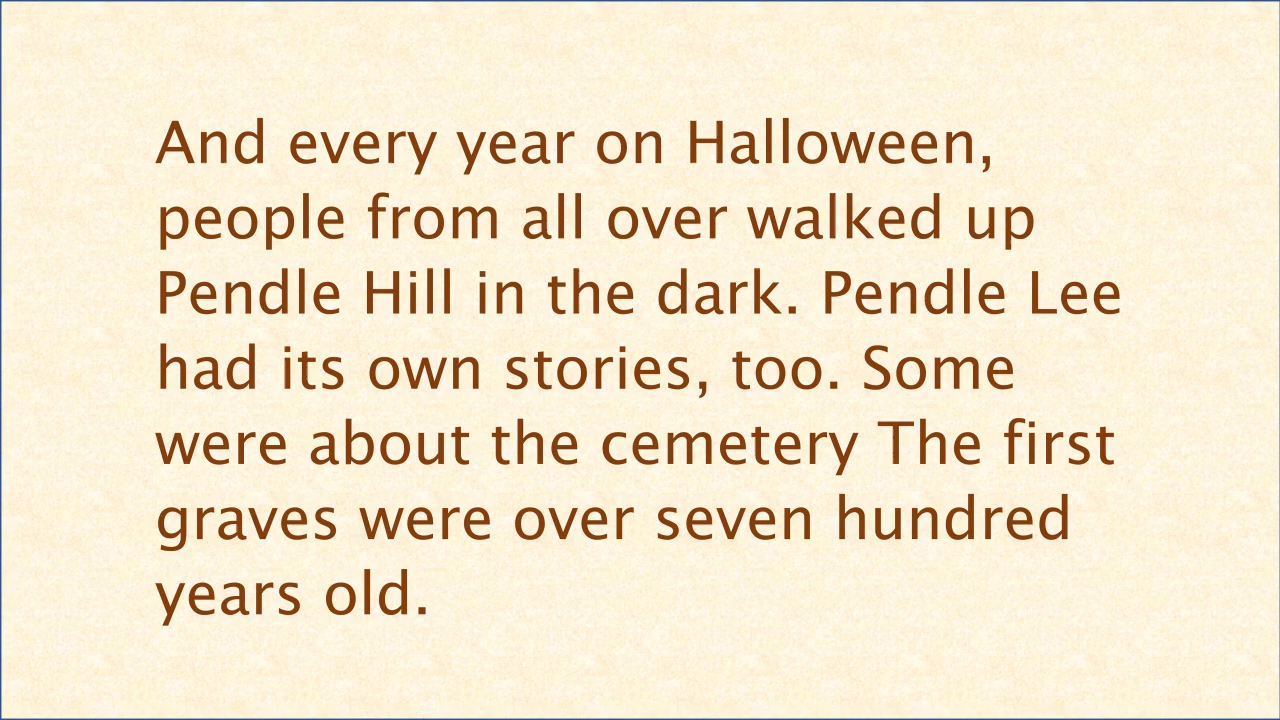 And every year on Halloween,
people from all over walked up
Pendle Hill in the dark. Pendle Lee
had its own stories, too. Some
were about the cemetery The first
graves were over seven hundred
years old.